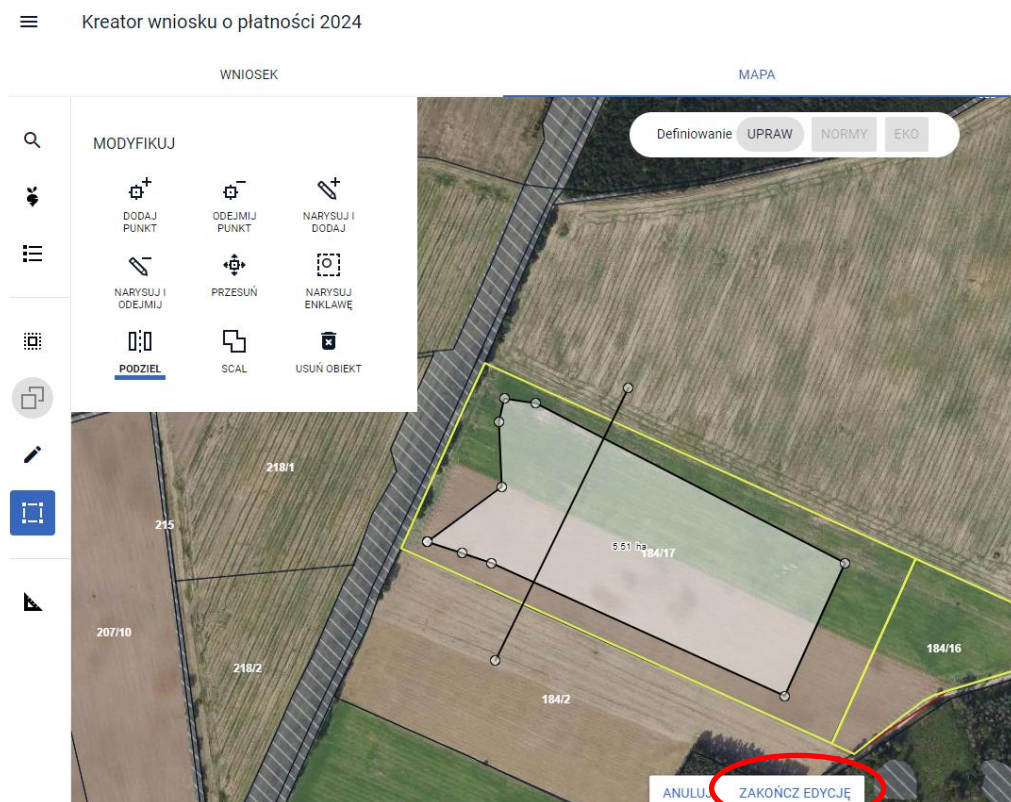 Kreator wniosku o płatności 2024
WNIOSEK
MAPA
MODYFIKUJ
DODAJ
PUNKT
ODEJMIJ
PUNKT
NARYSUJ I
DODAJ
NARYSUJ I
ODEJMIJ
PRZESUŃ
NARYSUJ
ENKLAWĘ
PODZIEL
SCAL
USUŃ OBIEKT
Definiowanie UPRAW NORMY EKO
218/1
215
5.51 ha
184/17
207/10
218/2
184/16
184/2
ANULUJ ZAKOŃCZ EDYCJĘ